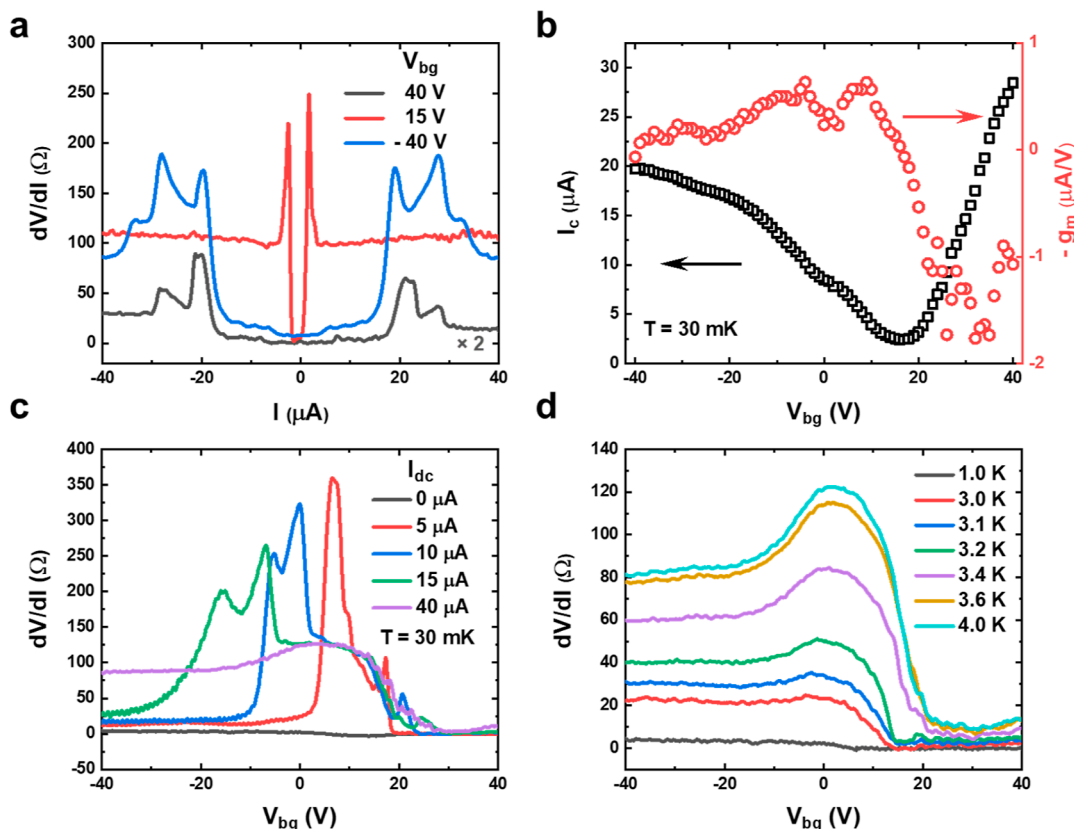 a
300
250
200
150
100
50
0
dV/dI (Ω)
V_bg
40 V
15 V
- 40 V
× 2
-40 -20 0 20 40
I (μA)
b
30
25
20
15
10
5
0
I_c (μA)
T = 30 mK
1
0
-1
-2
- g_m (μA/V)
-40 -20 0 20 40
V_bg (V)
c
400
350
300
250
200
150
100
50
0
-50
dV/dI (Ω)
I_dc
0 μA
5 μA
10 μA
15 μA
40 μA
T = 30 mK
-40 -20 0 20 40
V_bg (V)
d
140
120
100
80
60
40
20
0
dV/dI (Ω)
1.0 K
3.0 K
3.1 K
3.2 K
3.4 K
3.6 K
4.0 K
-40 -20 0 20 40
V_bg (V)